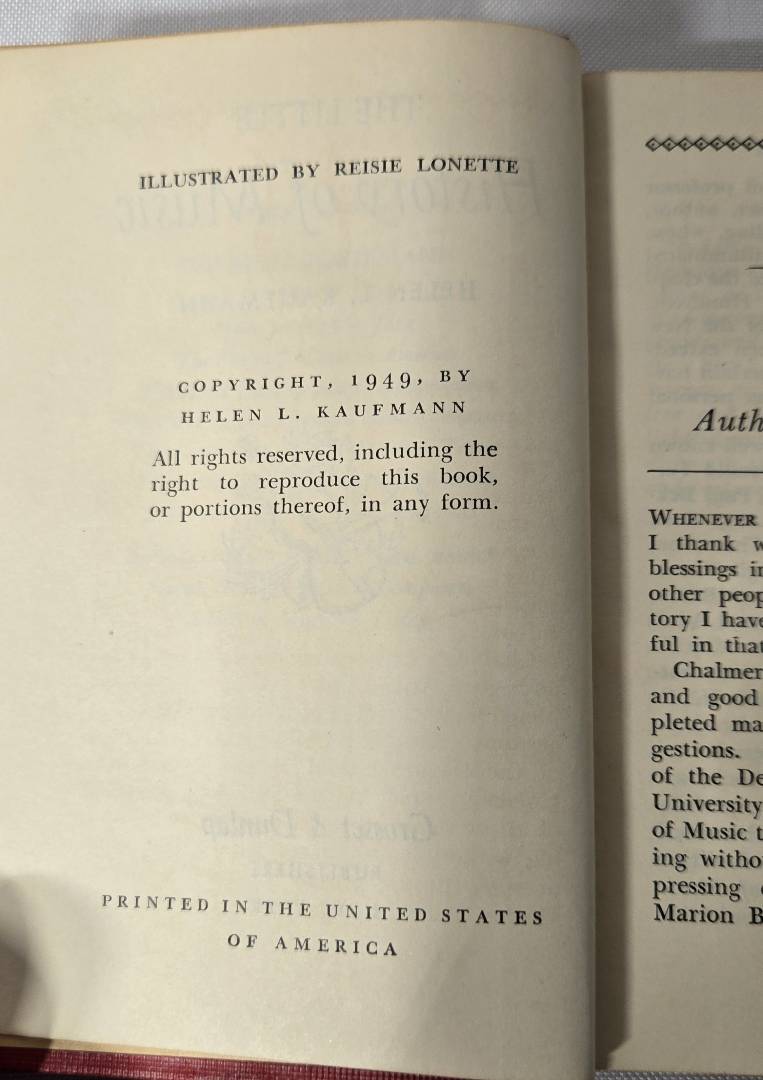 ILLUSTRATED BY REISIE LONETTE
COPYRIGHT, 1949, BY
HELEN L. KAUFMANN
All rights reserved, including the
right to reproduce this book,
or portions thereof, in any form.
PRINTED IN THE UNITED STATES
OF AMERICA
Auth
WHENEVER
I thank w
blessings in
other peop
tory I have
ful in that
Chalmer
and good
pleted ma
gestions.
of the De
University
of Music t
ing witho
pressing
Marion B